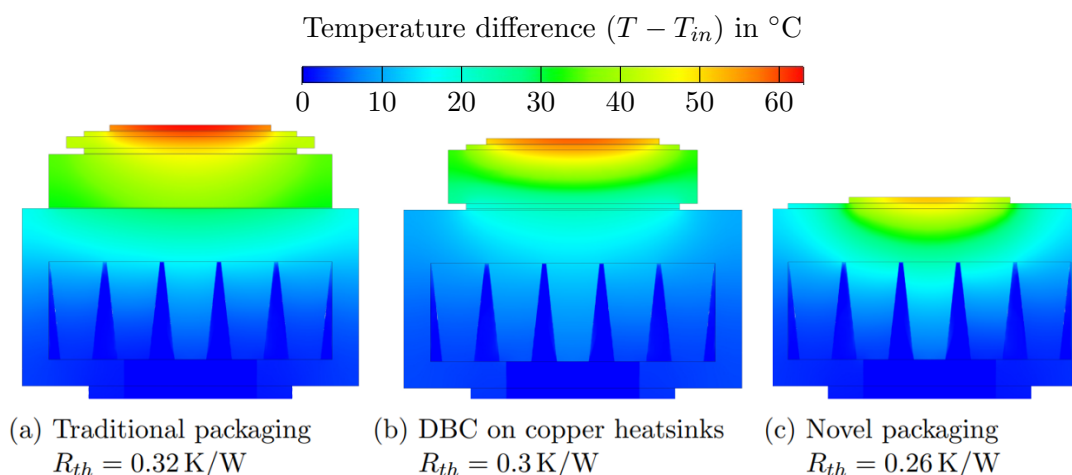 Temperature difference (T − T_in) in °C
0 10 20 30 40 50 60
(a) Traditional packaging
R_th = 0.32 K/W
(b) DBC on copper heatsinks
R_th = 0.3 K/W
(c) Novel packaging
R_th = 0.26 K/W